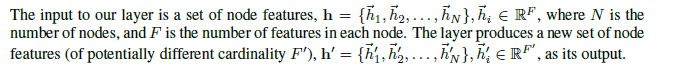 The input to our layer is a set of node features, h = {h⃗₁, h⃗₂, . . . , h⃗_N}, h⃗ᵢ ∈ ℝ^F, where N is the
number of nodes, and F is the number of features in each node. The layer produces a new set of node
features (of potentially different cardinality F′), h′ = {h⃗′₁, h⃗′₂, . . . , h⃗′_N}, h⃗′ᵢ ∈ ℝ^F′, as its output.